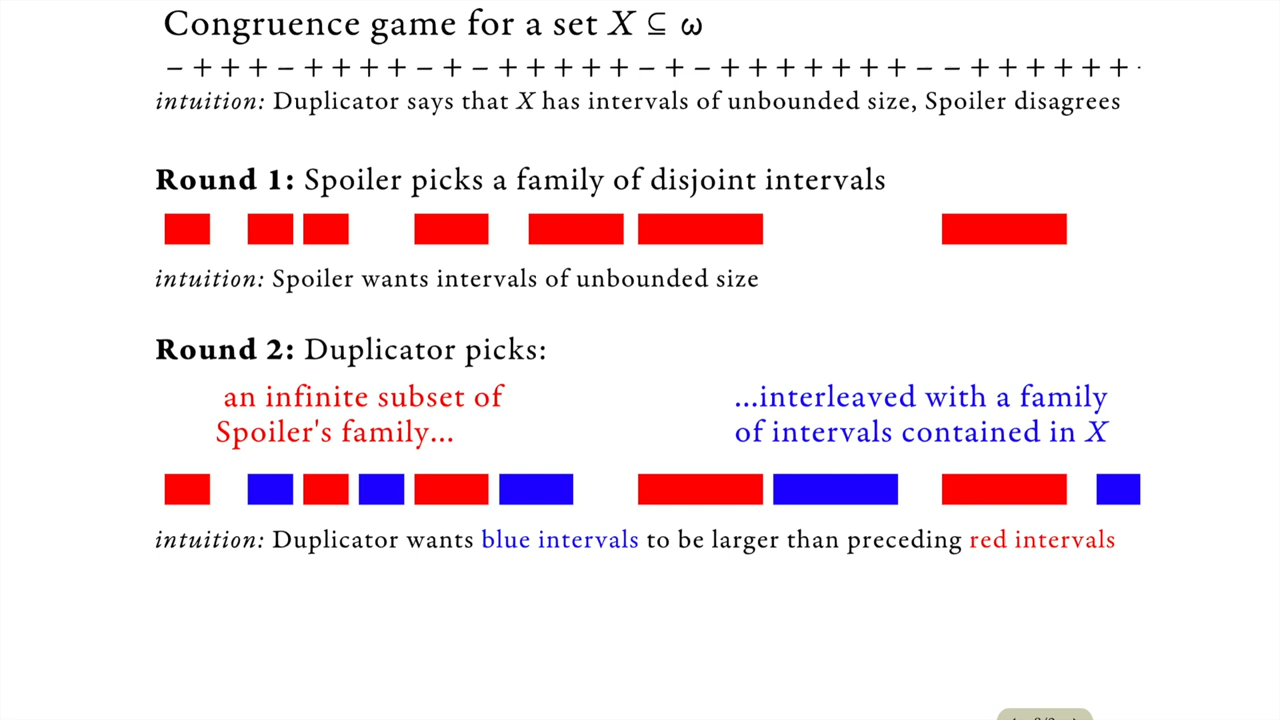 Congruence game for a set X ⊆ ω
– + + + – + + + + – + – + + + + + – + – + + + + + + + – – + + + + + + ·
intuition: Duplicator says that X has intervals of unbounded size, Spoiler disagrees
Round 1: Spoiler picks a family of disjoint intervals
intuition: Spoiler wants intervals of unbounded size
Round 2: Duplicator picks:
an infinite subset of
Spoiler's family...
...interleaved with a family
of intervals contained in X
intuition: Duplicator wants blue intervals to be larger than preceding red intervals